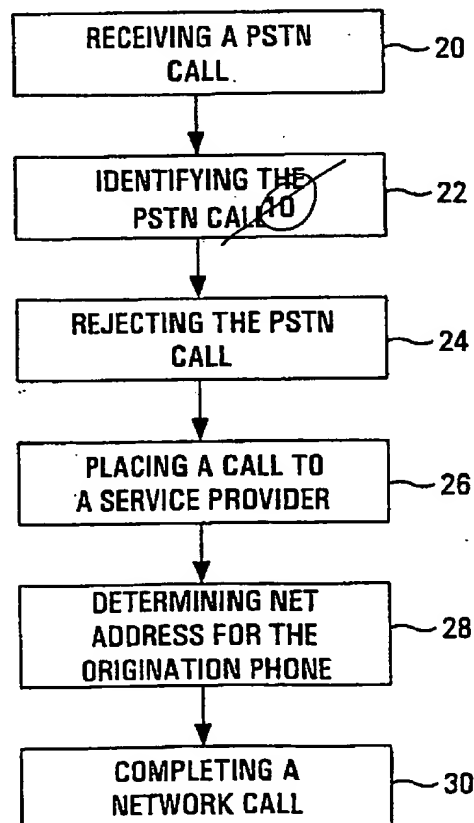 RECEIVING A PSTN
CALL.
20
IDENTIFYING THE
PSTN CALL 10
22
REJECTING THE PSTN
CALL
24
PLACING A CALL TO
A SERVICE PROVIDER
26
DETERMINING NET
ADDRESS FOR THE
ORIGINATION PHONE
28
COMPLETING A
NETWORK CALL
30